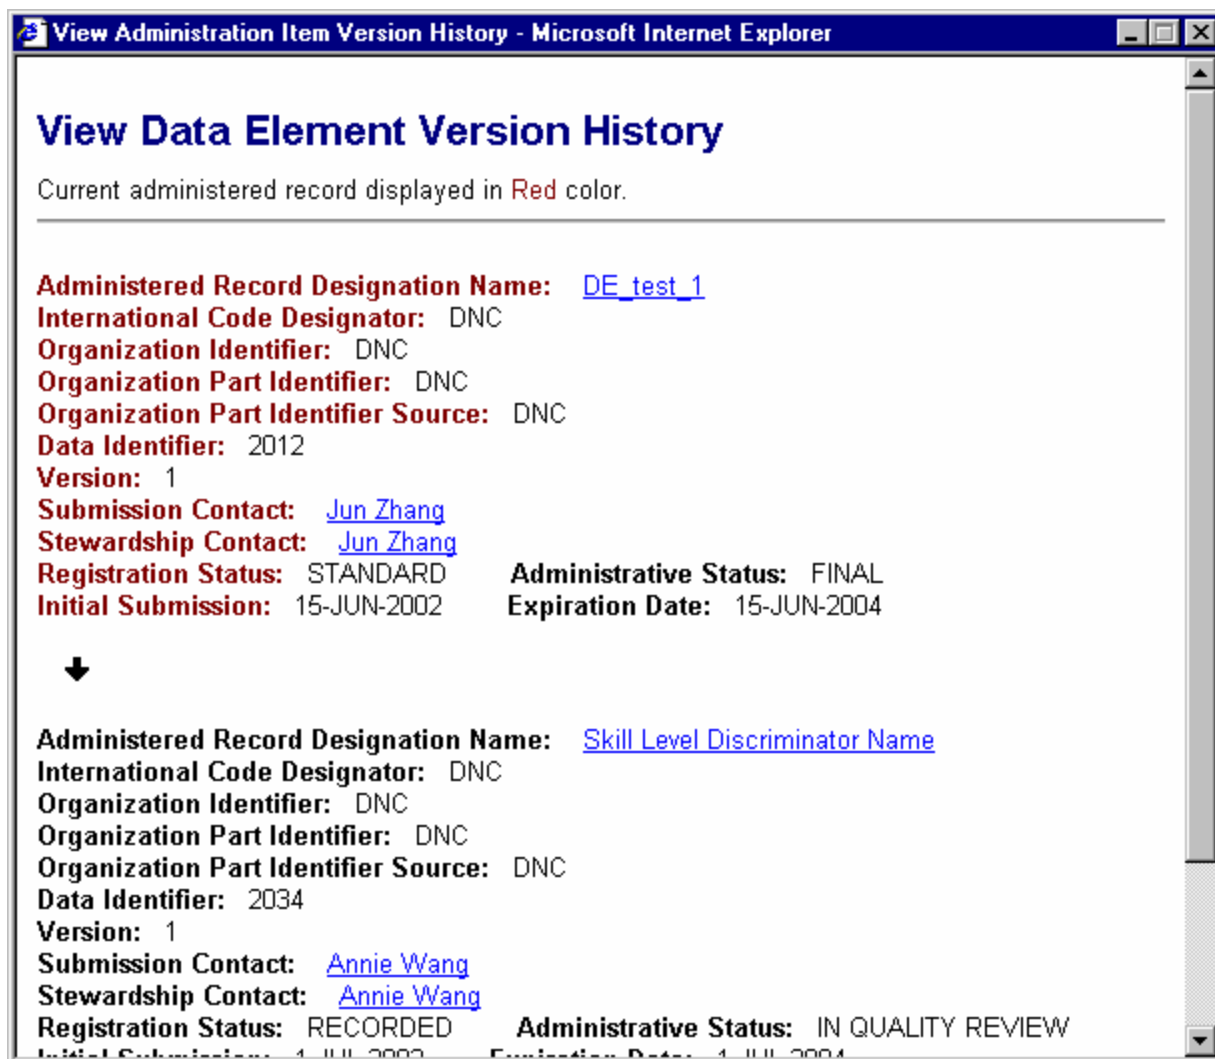 View Administration Item Version History - Microsoft Internet Explorer
View Data Element Version History
Current administered record displayed in Red color.
Administered Record Designation Name: DE_test_1
International Code Designator: DNC
Organization Identifier: DNC
Organization Part Identifier: DNC
Organization Part Identifier Source: DNC
Data Identifier: 2012
Version: 1
Submission Contact: Jun Zhang
Stewardship Contact: Jun Zhang
Registration Status: STANDARD Administrative Status: FINAL
Initial Submission: 15-JUN-2002 Expiration Date: 15-JUN-2004
Administered Record Designation Name: Skill Level Discriminator Name
International Code Designator: DNC
Organization Identifier: DNC
Organization Part Identifier: DNC
Organization Part Identifier Source: DNC
Data Identifier: 2034
Version: 1
Submission Contact: Annie Wang
Stewardship Contact: Annie Wang
Registration Status: RECORDED Administrative Status: IN QUALITY REVIEW
Initial Submission: Expiration Date: